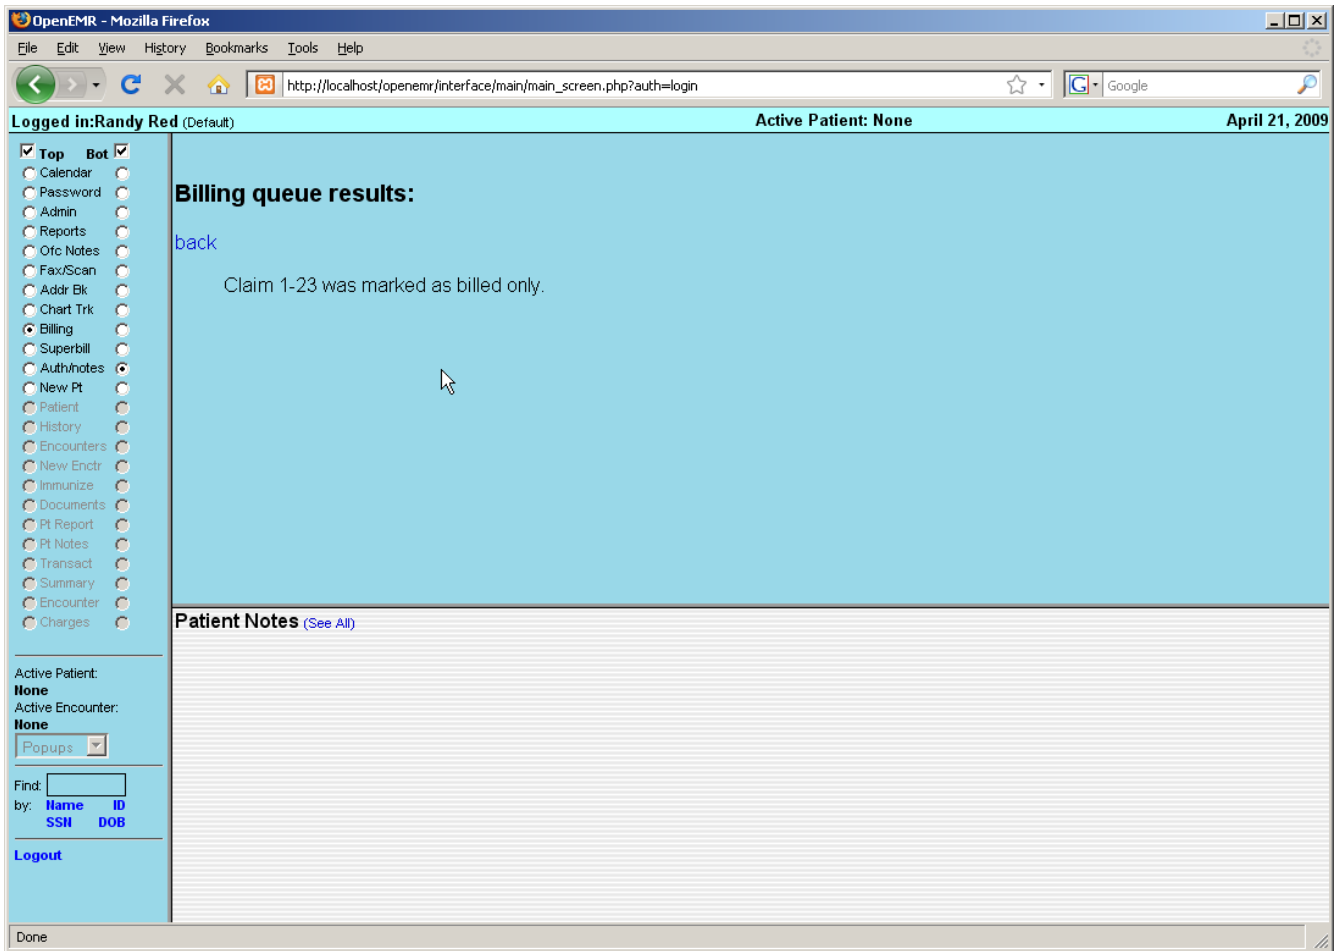 OpenEMR - Mozilla Firefox
File Edit View History Bookmarks Tools Help
http://localhost/openemr/interface/main/main_screen.php?auth=login
G Google
Logged in:Randy Red (Default) Active Patient: None April 21, 2009
Top Bot
Calendar
Password
Admin
Reports
Ofc Notes
Fax/Scan
Addr Bk
Chart Trk
Billing
Superbill
Auth/notes
New Pt
Patient
History
Encounters
New Enctr
Immunize
Documents
Pt Report
Pt Notes
Transact
Summary
Encounter
Charges
Active Patient:
None
Active Encounter:
None
Popups
Find:
by: Name ID
SSN DOB
Logout
Billing queue results:
back
Claim 1-23 was marked as billed only.
Patient Notes (See All)
Done